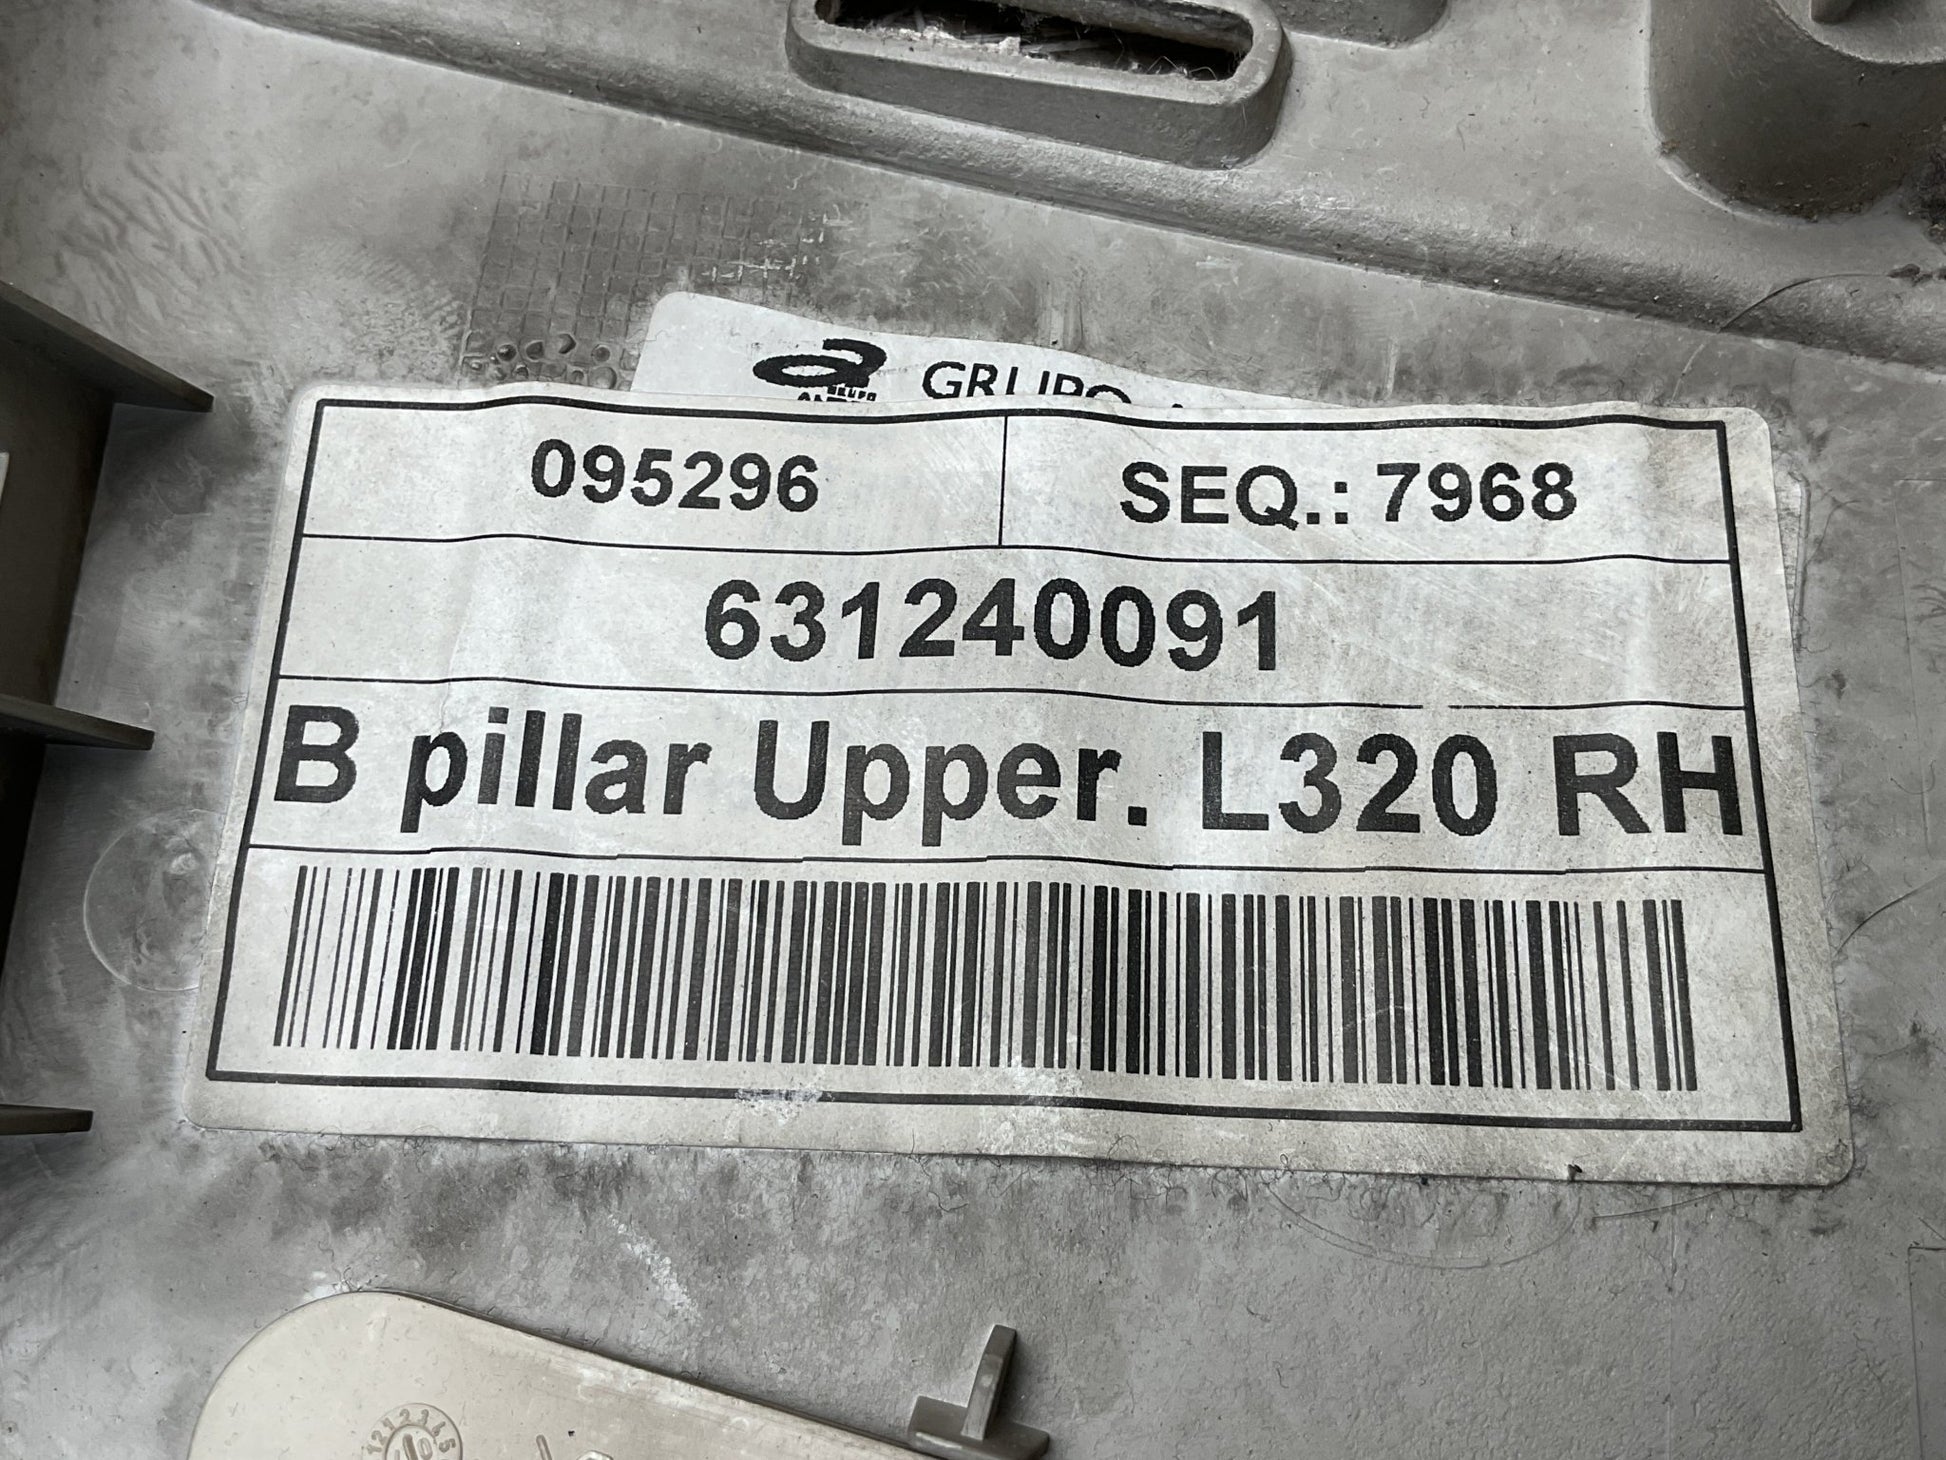 GRUPO
095296
SEQ.: 7968
631240091
B pillar Upper. L320 RH